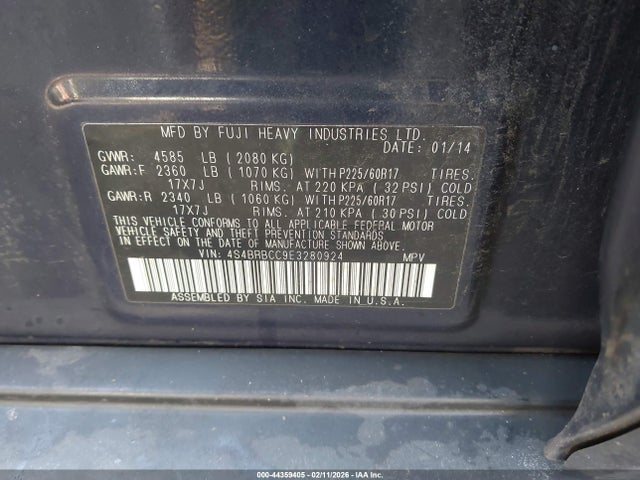 MFD BY FUJI HEAVY INDUSTRIES LTD.
DATE: 01/14
GVWR: 4585 LB ( 2080 KG)
GAWR:F 2360 LB ( 1070 KG) WITH P225/60R17 TIRES.
17X7J RIMS. AT 220 KPA ( 32 PSI) COLD
GAWR:R 2340 LB ( 1060 KG) WITH P225/60R17 TIRES.
17X7J RIMS. AT 210 KPA ( 30 PSI) COLD
THIS VEHICLE CONFORMS TO ALL APPLICABLE FEDERAL MOTOR
VEHICLE SAFETY AND THEFT PREVENTION STANDARDS IN
EFFECT ON THE DATE OF MANUFACTURE SHOWN ABOVE.
VIN: 4S4BRBCC9E3280924 MPV
ASSEMBLED BY SIA INC. MADE IN U.S.A.
000-44359405 - 02/11/2026 - IAAI.COM